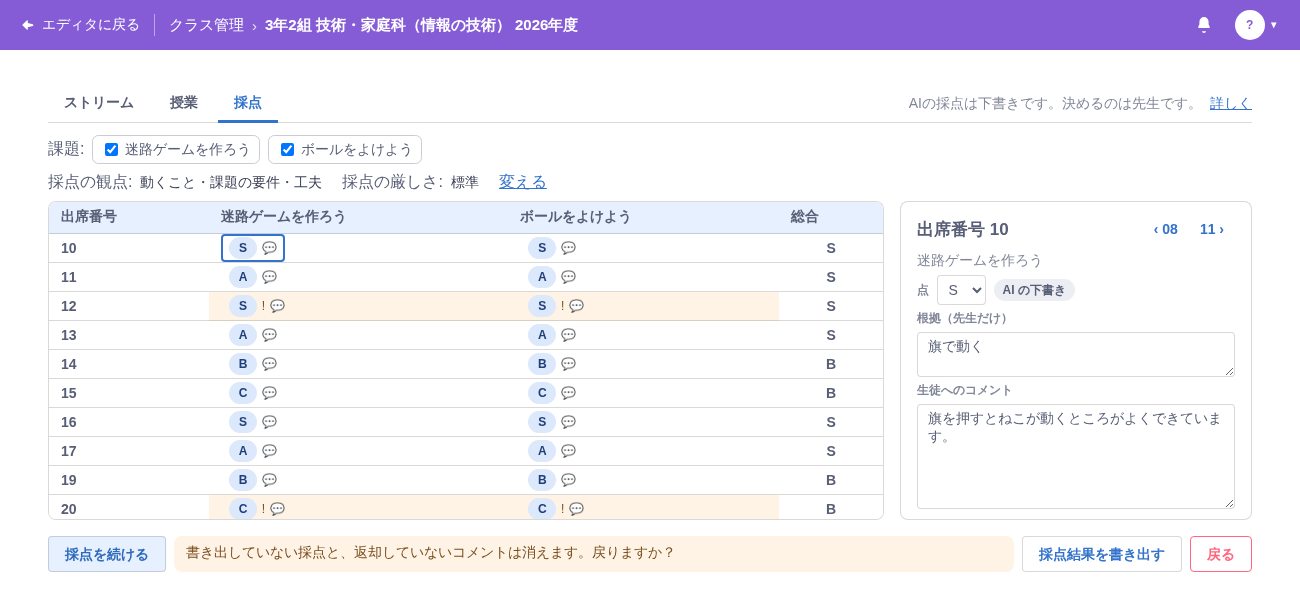 エディタに戻る
クラス管理 › 3年2組 技術・家庭科（情報の技術） 2026年度
?
ストリーム 授業 採点
AIの採点は下書きです。決めるのは先生です。 詳しく
課題: 迷路ゲームを作ろう ボールをよけよう
採点の観点: 動くこと・課題の要件・工夫 採点の厳しさ: 標準 変える
出席番号 迷路ゲームを作ろう ボールをよけよう 総合
10 S S S
11 A A S
12 S ! S ! S
13 A A S
14 B B B
15 C C B
16 S S S
17 A A S
19 B B B
20 C ! C ! B
出席番号 10 ‹ 08 11 ›
迷路ゲームを作ろう
点 S AI の下書き
根拠（先生だけ）
旗で動く
生徒へのコメント
旗を押すとねこが動くところがよくできていま
す。
採点を続ける
書き出していない採点と、返却していないコメントは消えます。戻りますか？
採点結果を書き出す
戻る